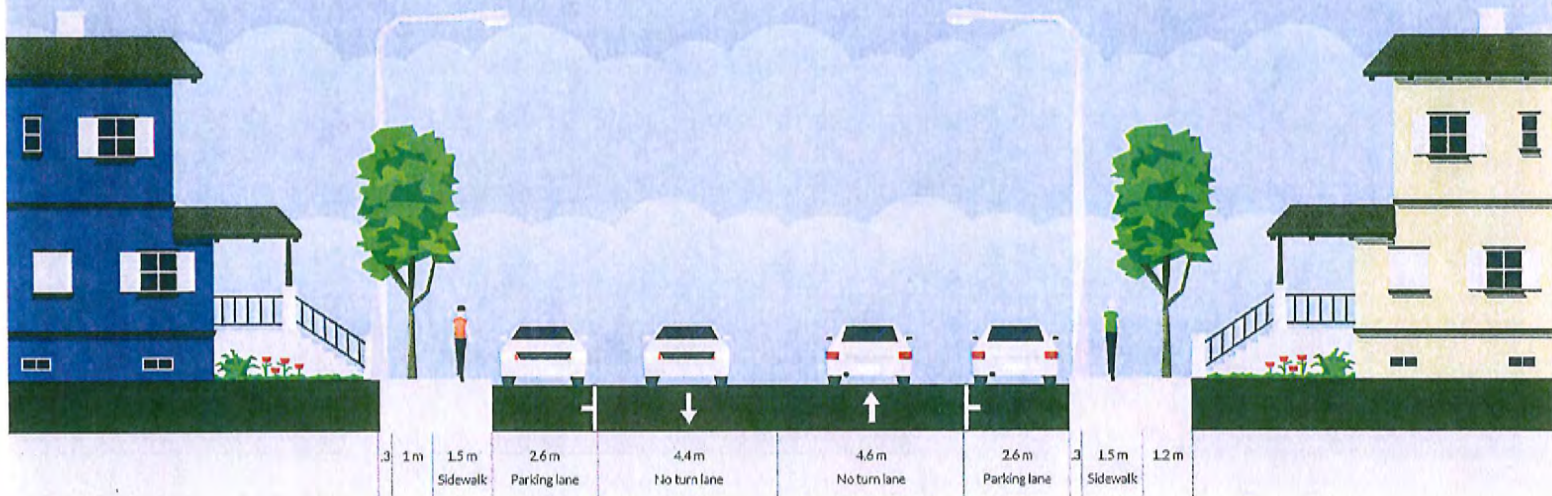 .3 1 m 1.5 m 2.6 m 4.4 m 4.6 m 2.6 m .3 1.5 m 1.2 m
Sidewalk Parking lane No turn lane No turn lane Parking lane Sidewalk